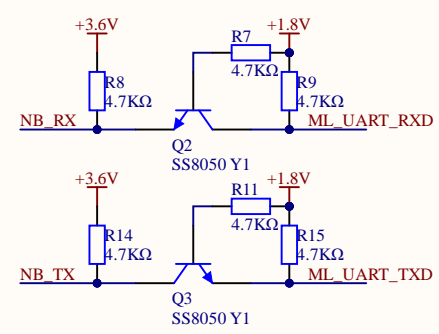 +3.6V
+1.8V
R7
4.7KΩ
R8
4.7KΩ
R9
4.7KΩ
NB_RX
ML_UART_RXD
Q2
SS8050 Y1
+3.6V
+1.8V
R11
4.7KΩ
R14
4.7KΩ
R15
4.7KΩ
NB_TX
ML_UART_TXD
Q3
SS8050 Y1